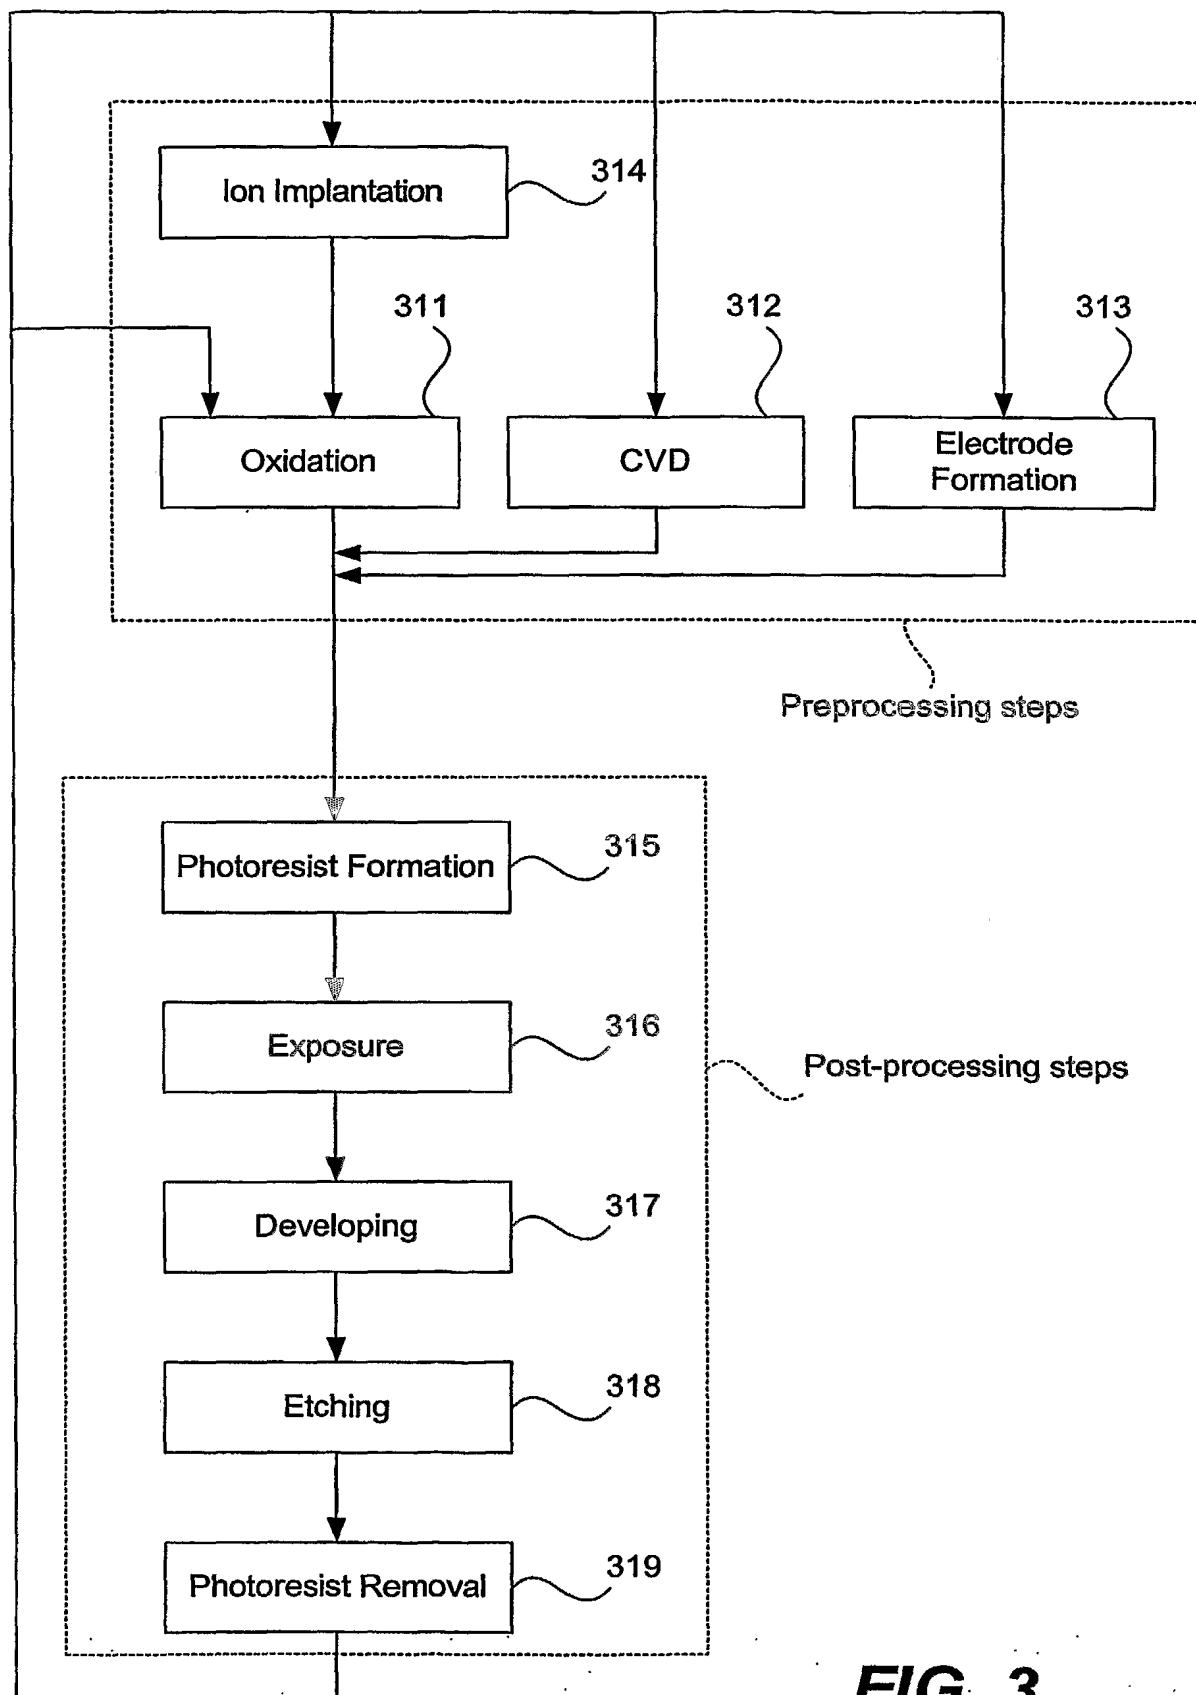 Ion Implantation
314
311
312
313
Oxidation
CVD
Electrode
Formation
Preprocessing steps
Photoresist Formation
315
Exposure
316
Post-processing steps
Developing
317
Etching
318
Photoresist Removal
319
FIG. 3